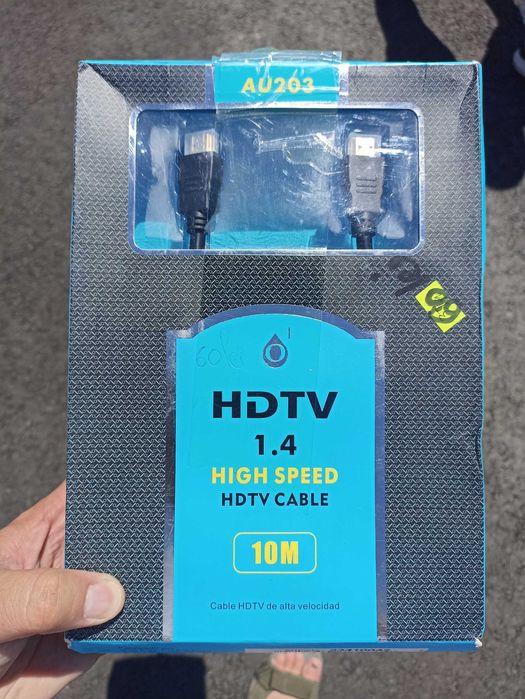 AU203
HDTV
1.4
HIGH SPEED
HDTV CABLE
10M
Cable HDTV de alta velocidad